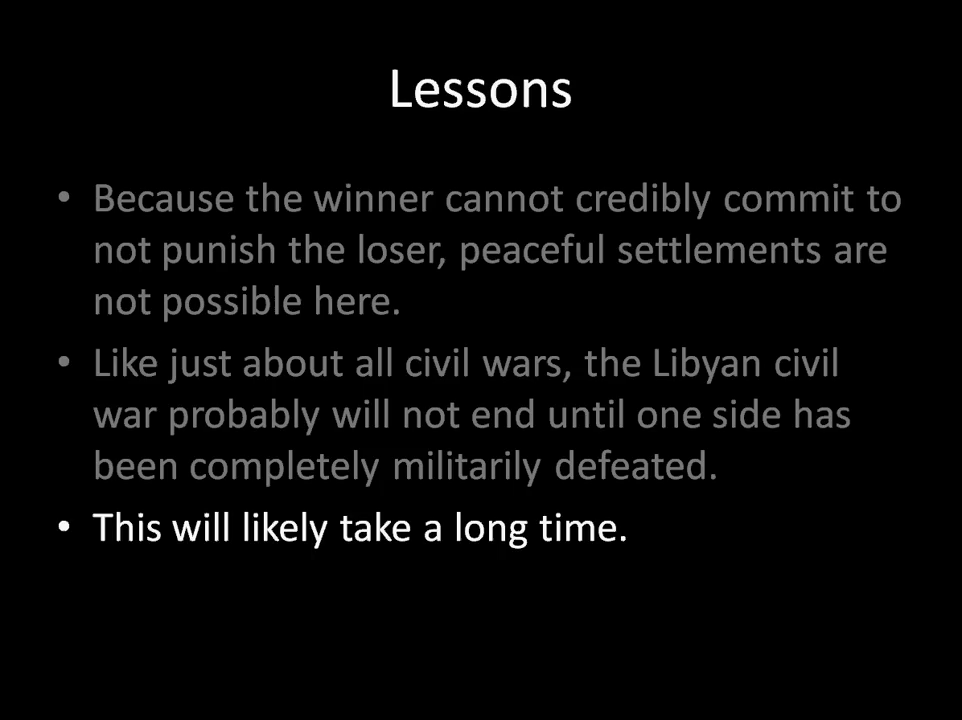 Lessons
• Because the winner cannot credibly commit to
not punish the loser, peaceful settlements are
not possible here.
• Like just about all civil wars, the Libyan civil
war probably will not end until one side has
been completely militarily defeated.
• This will likely take a long time.